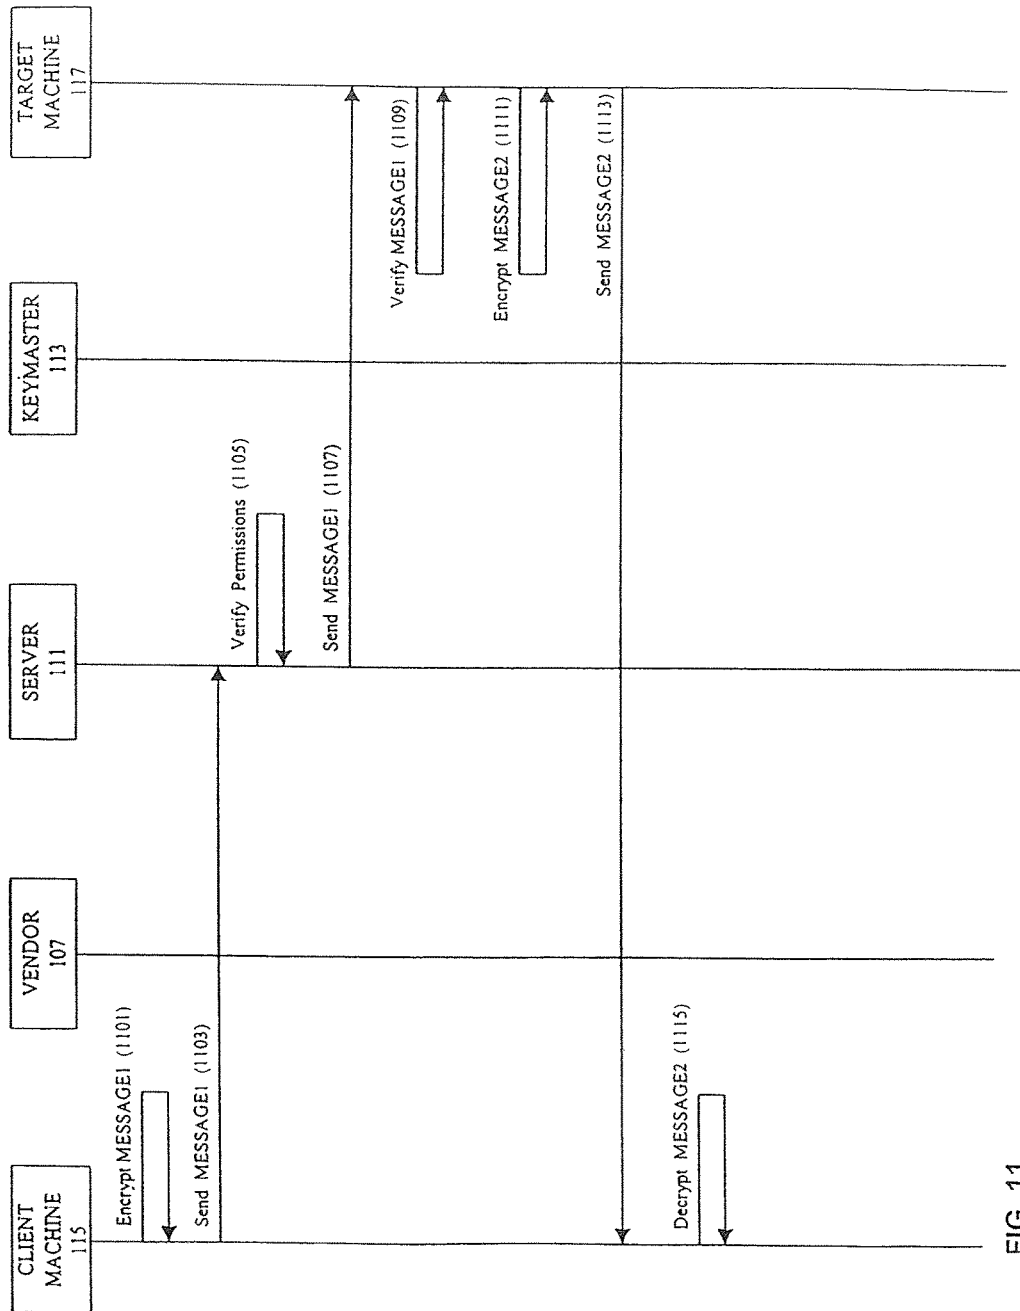 CLIENT
MACHINE
115
VENDOR
107
SERVER
111
KEYMASTER
113
TARGET
MACHINE
117
Encrypt MESSAGE1 (1101)
Send MESSAGE1 (1103)
Verify Permissions (1105)
Send MESSAGE1 (1107)
Verify MESSAGE1 (1109)
Encrypt MESSAGE2 (1111)
Send MESSAGE2 (1113)
Decrypt MESSAGE2 (1115)
FIG. 11